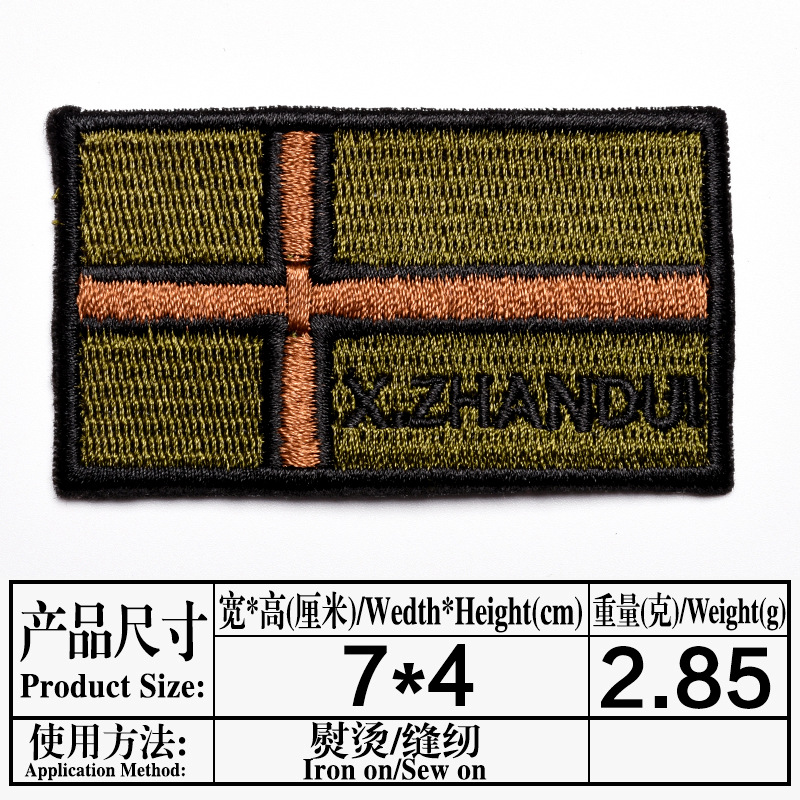 X.ZHANDUI
产品尺寸
Product Size:
宽*高(厘米)/Wedth*Height(cm)
7*4
重量(克)/Weight(g)
2.85
使用方法:
Application Method:
熨烫/缝纫
Iron on/Sew on